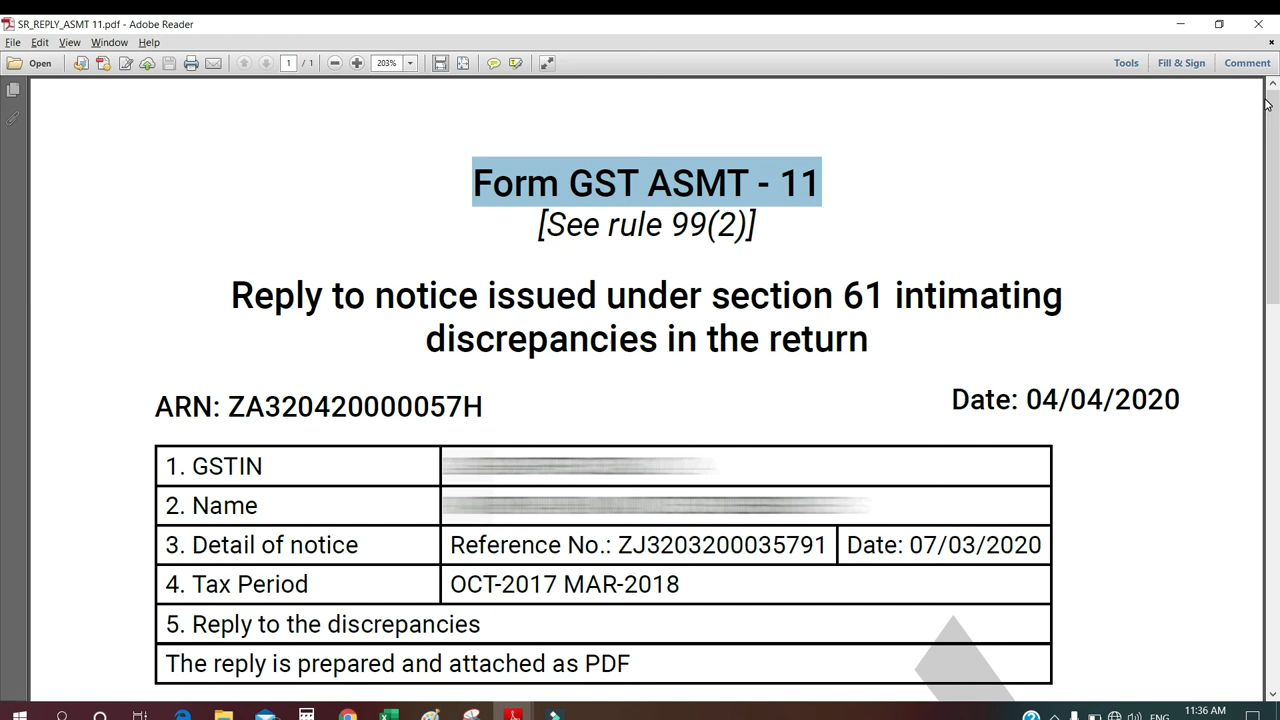 SR_REPLY_ASMT 11.pdf - Adobe Reader
File Edit View Window Help
Open 1 / 1 203% Tools Fill & Sign Comment
Form GST ASMT - 11
[See rule 99(2)]
Reply to notice issued under section 61 intimating
discrepancies in the return
ARN: ZA320420000057H
Date: 04/04/2020
1. GSTIN
2. Name
3. Detail of notice Reference No.: ZJ3203200035791 Date: 07/03/2020
4. Tax Period OCT-2017 MAR-2018
5. Reply to the discrepancies
The reply is prepared and attached as PDF
11:36 AM
ENG